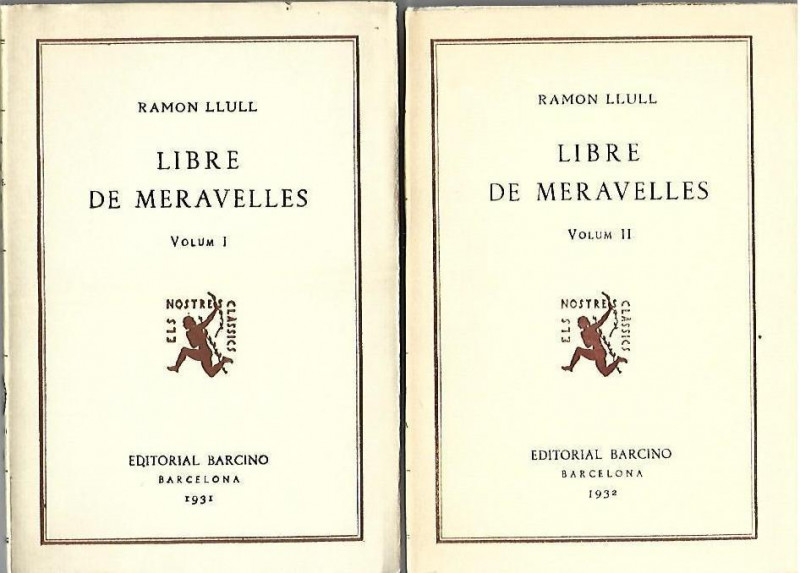 RAMON LLULL
LIBRE
DE MERAVELLES
VOLUM I
ELS NOSTRES CLÀSSICS
EDITORIAL BARCINO
BARCELONA
1931
RAMON LLULL
LIBRE
DE MERAVELLES
VOLUM II
ELS NOSTRES CLÀSSICS
EDITORIAL BARCINO
BARCELONA
1932